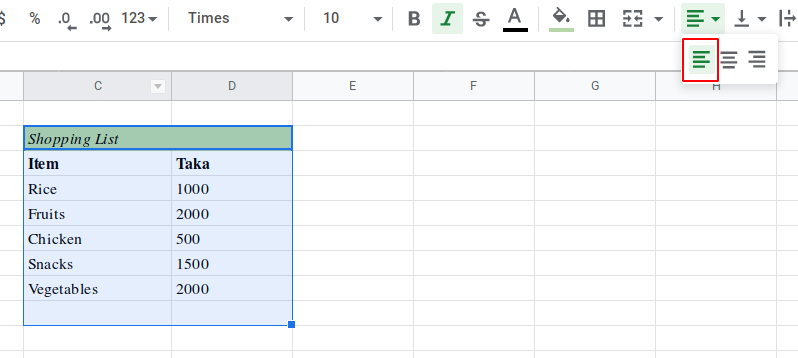 $ % .0 .00 123 Times 10 B I S A
C D E F G H
Shopping List
Item Taka
Rice 1000
Fruits 2000
Chicken 500
Snacks 1500
Vegetables 2000